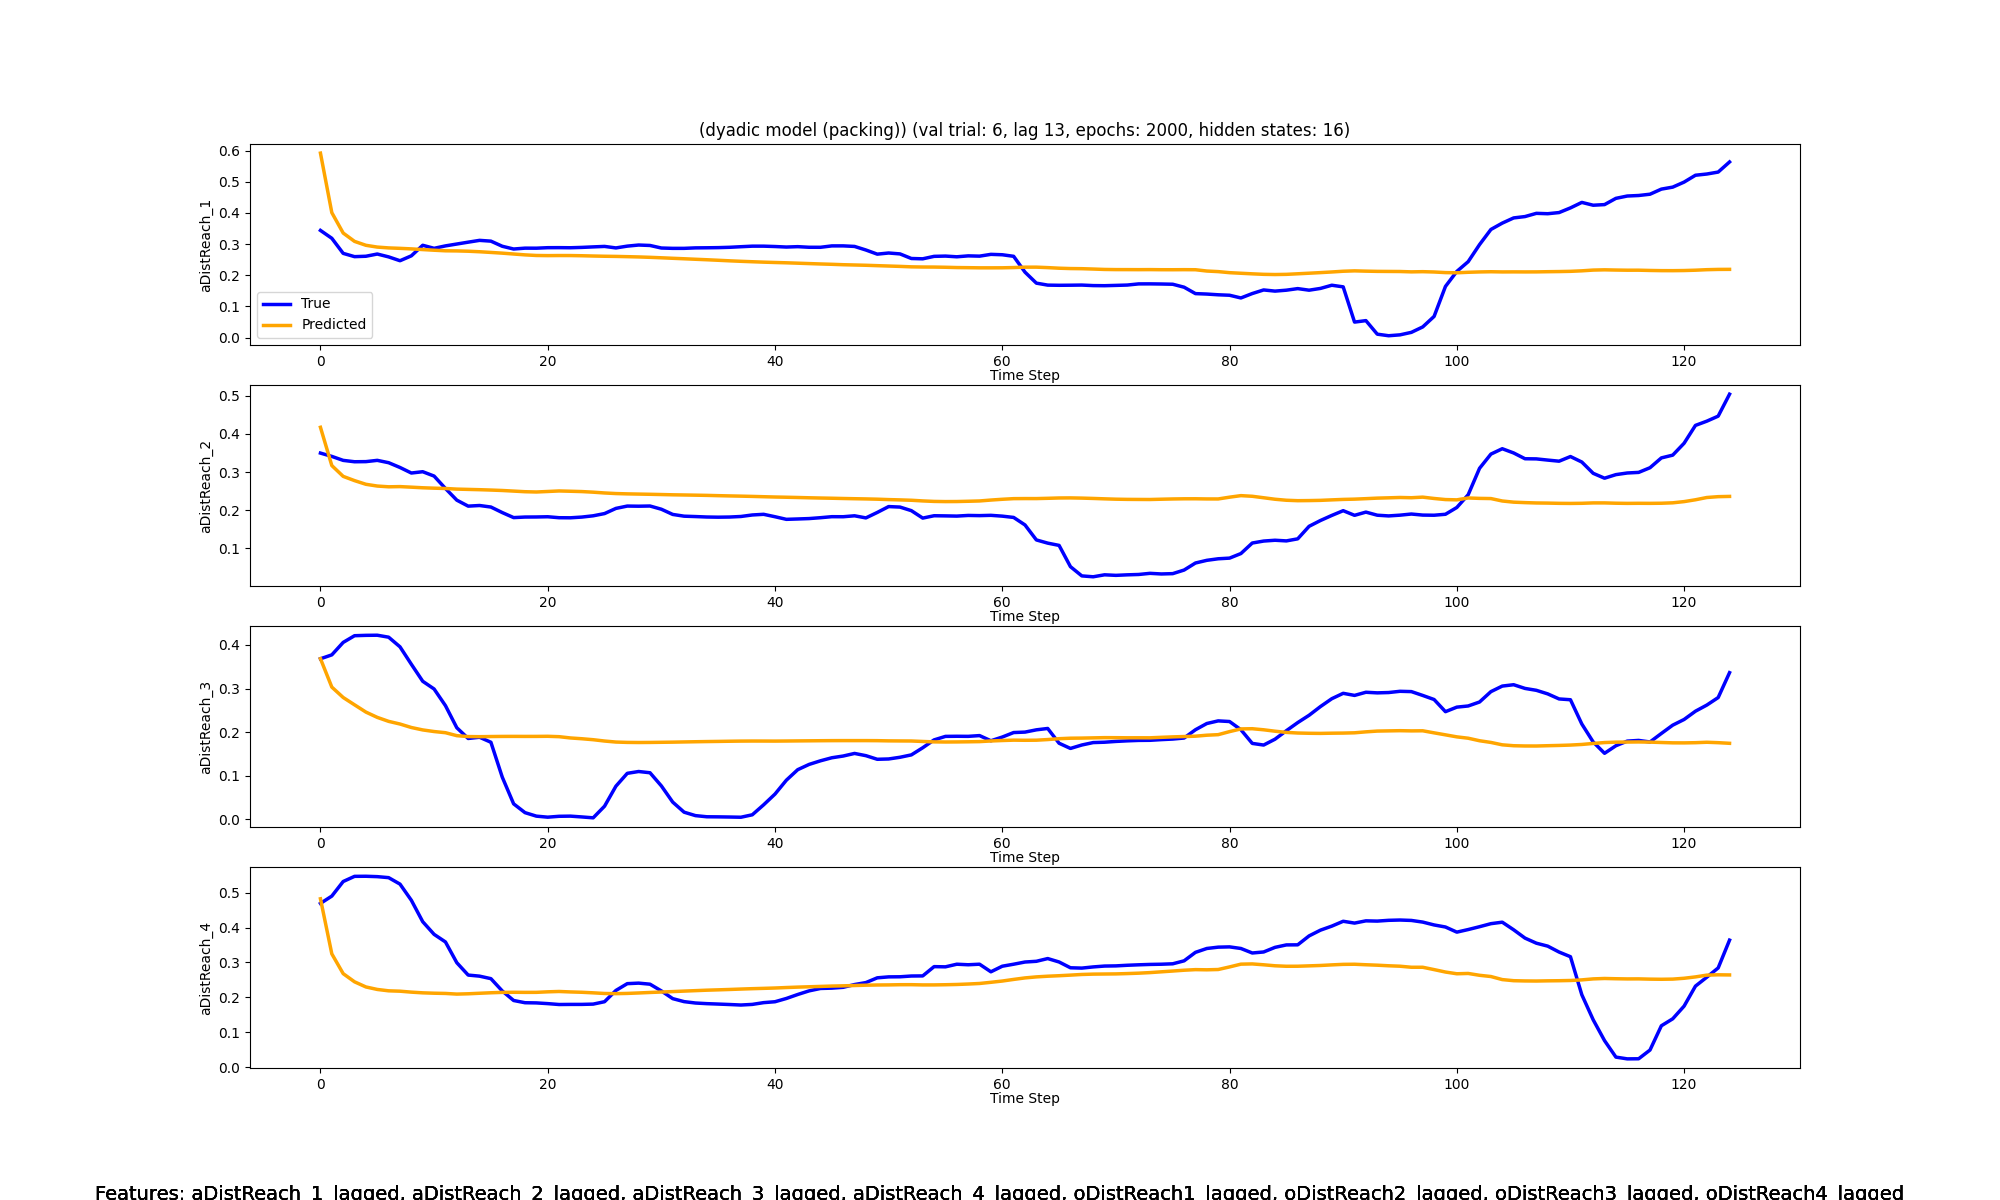 (dyadic model (packing)) (val trial: 6, lag 13, epochs: 2000, hidden states: 16)
aDistReach_1
0.6
0.5
0.4
0.3
0.2
0.1
0.0
True
Predicted
0 20 40 60 80 100 120
Time Step
aDistReach_2
0.5
0.4
0.3
0.2
0.1
0 20 40 60 80 100 120
Time Step
aDistReach_3
0.4
0.3
0.2
0.1
0.0
0 20 40 60 80 100 120
Time Step
aDistReach_4
0.5
0.4
0.3
0.2
0.1
0.0
0 20 40 60 80 100 120
Time Step
Features: aDistReach_1_lagged, aDistReach_2_lagged, aDistReach_3_lagged, aDistReach_4_lagged, oDistReach1_lagged, oDistReach2_lagged, oDistReach3_lagged, oDistReach4_lagged